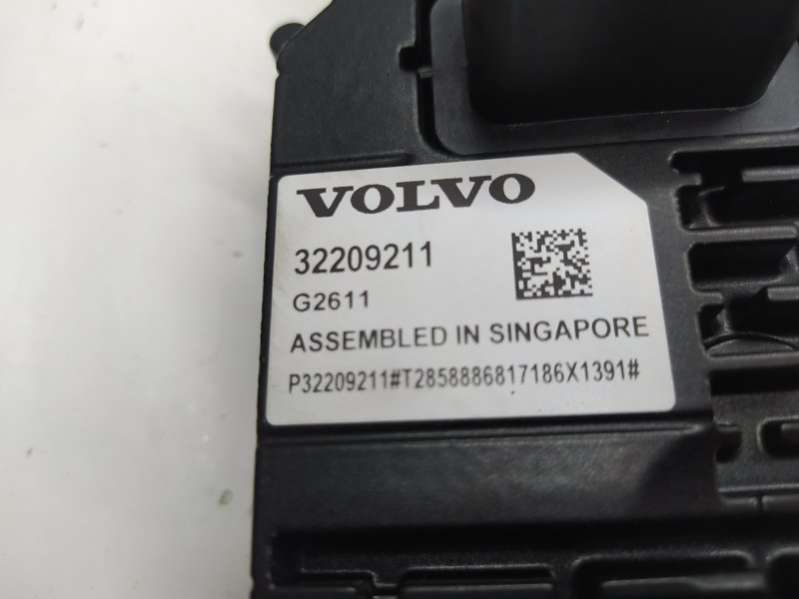 VOLVO
32209211
G2611
ASSEMBLED IN SINGAPORE
P32209211#T2858886817186X1391#